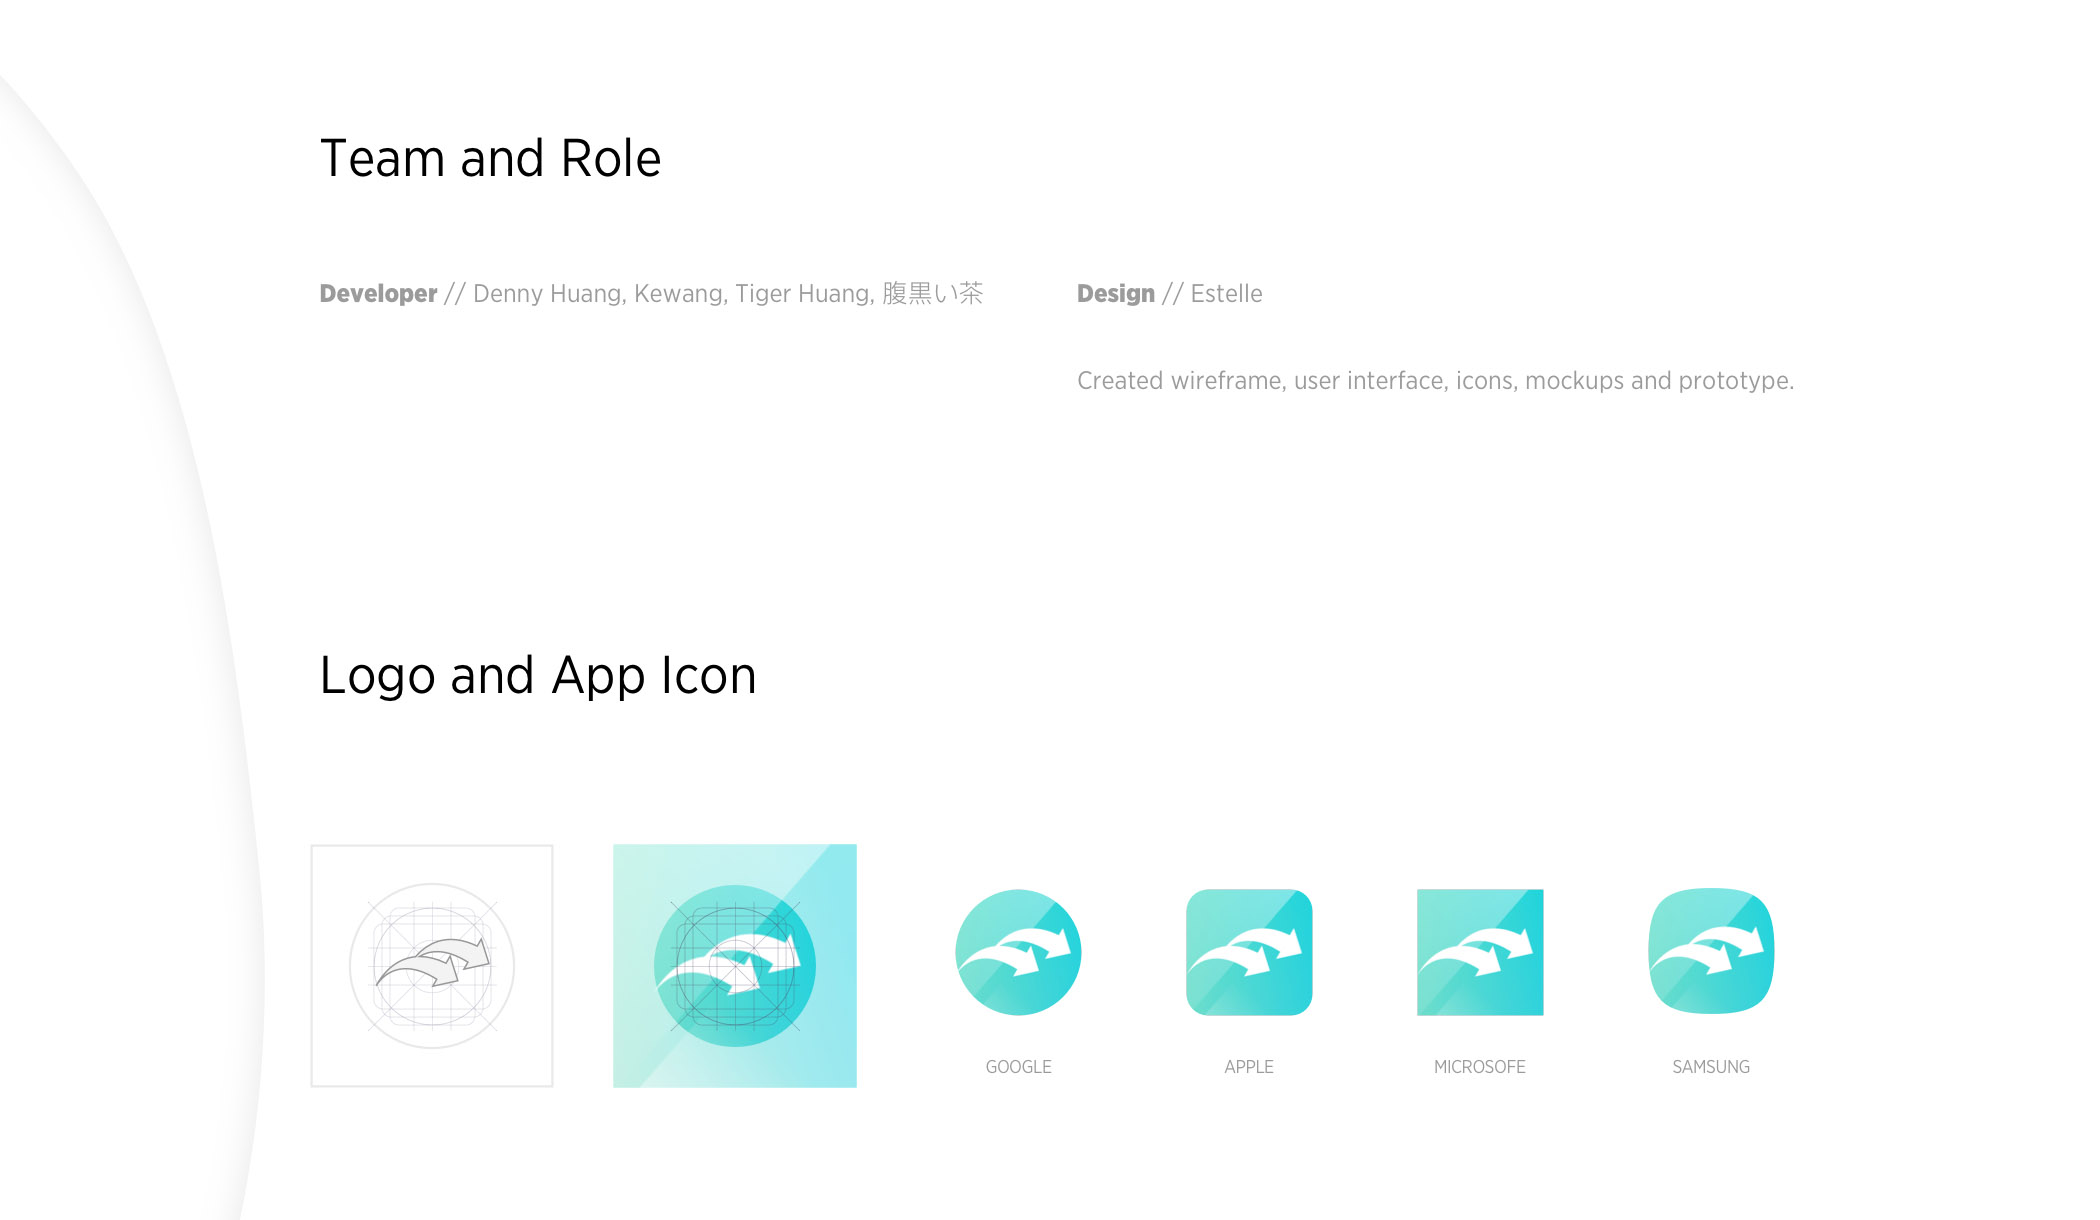 Team and Role
Developer // Denny Huang, Kewang, Tiger Huang, 腹黒い茶
Design // Estelle
Created wireframe, user interface, icons, mockups and prototype.
Logo and App Icon
GOOGLE
APPLE
MICROSOFE
SAMSUNG